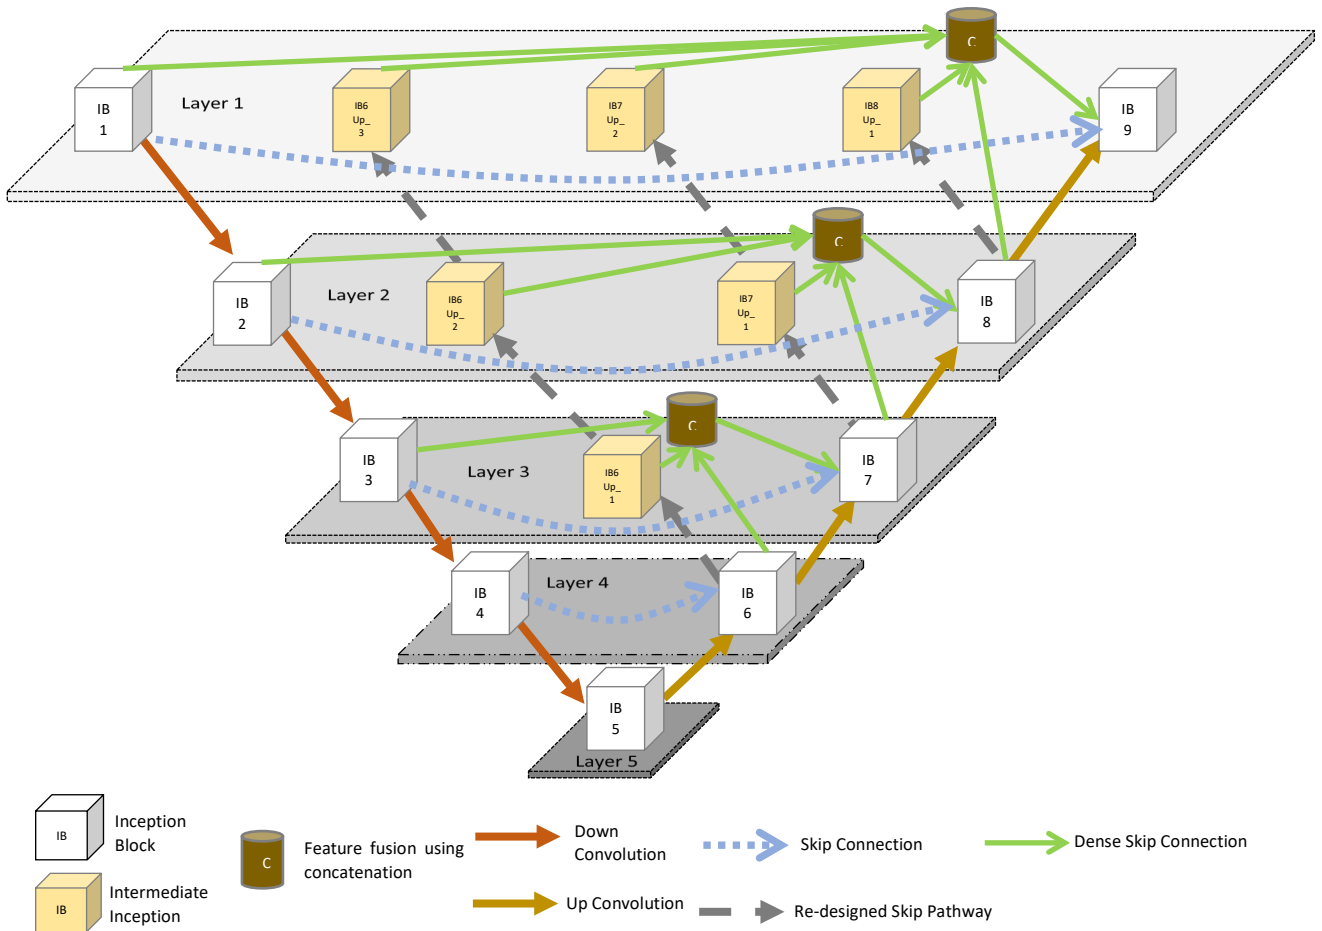 C
IB
1
Layer 1
IB6
Up_
3
IB7
Up_
2
IB8
Up_
1
IB
9
C
IB
2
Layer 2
IB6
Up_
2
IB7
Up_
1
IB
8
C
IB
3
Layer 3
IB6
Up_
1
IB
7
IB
4
Layer 4
IB
6
IB
5
Layer 5
IB
Inception
Block
IB
Intermediate
Inception
C
Feature fusion using
concatenation
Down
Convolution
Up Convolution
Skip Connection
Re-designed Skip Pathway
Dense Skip Connection